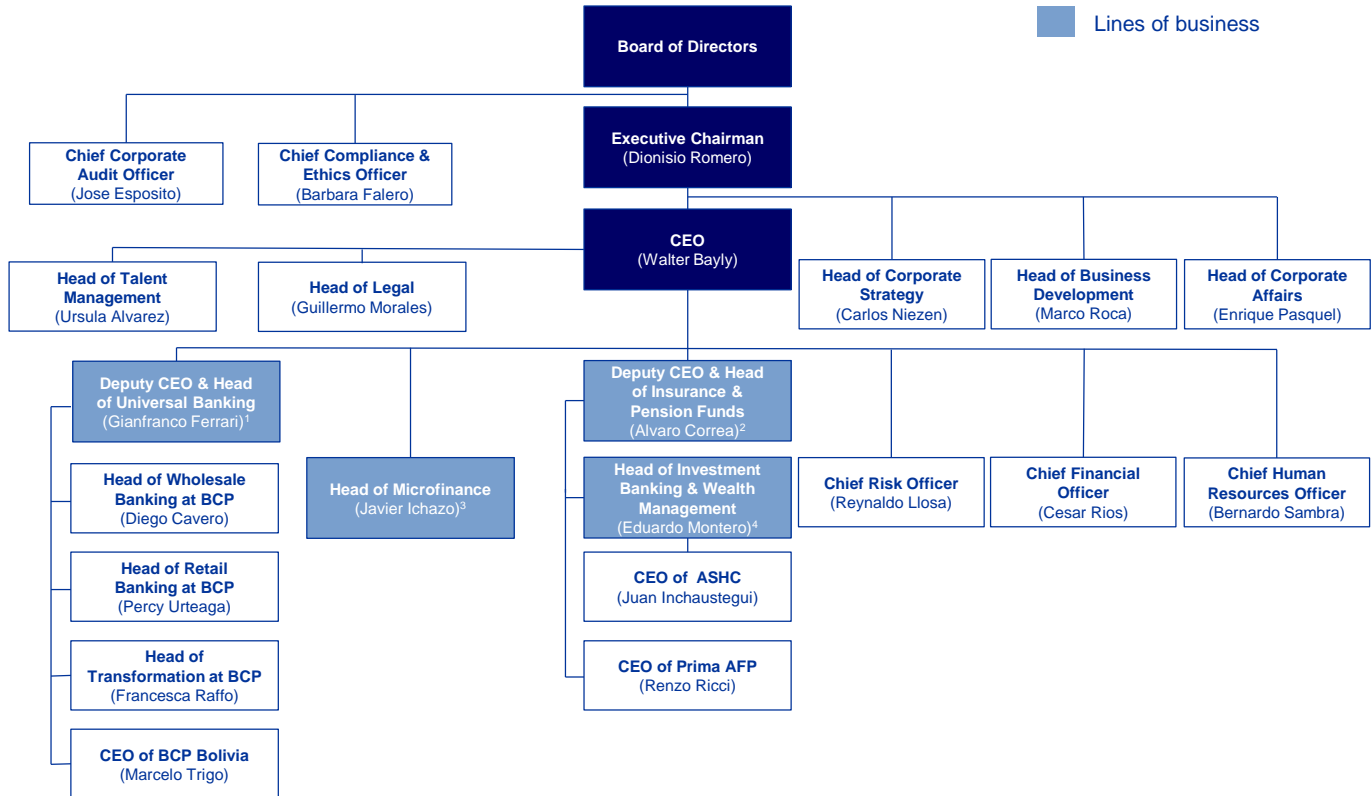 Lines of business
Board of Directors
Executive Chairman
(Dionisio Romero)
Chief Corporate
Audit Officer
(Jose Esposito)
Chief Compliance &
Ethics Officer
(Barbara Falero)
CEO
(Walter Bayly)
Head of Talent
Management
(Ursula Alvarez)
Head of Legal
(Guillermo Morales)
Head of Corporate
Strategy
(Carlos Niezen)
Head of Business
Development
(Marco Roca)
Head of Corporate
Affairs
(Enrique Pasquel)
Deputy CEO & Head
of Universal Banking
(Gianfranco Ferrari)¹
Deputy CEO & Head
of Insurance &
Pension Funds
(Alvaro Correa)²
Head of Wholesale
Banking at BCP
(Diego Cavero)
Head of Microfinance
(Javier Ichazo)³
Head of Investment
Banking & Wealth
Management
(Eduardo Montero)⁴
Chief Risk Officer
(Reynaldo Llosa)
Chief Financial
Officer
(Cesar Rios)
Chief Human
Resources Officer
(Bernardo Sambra)
Head of Retail
Banking at BCP
(Percy Urteaga)
CEO of ASHC
(Juan Inchaustegui)
Head of
Transformation at BCP
(Francesca Raffo)
CEO of Prima AFP
(Renzo Ricci)
CEO of BCP Bolivia
(Marcelo Trigo)